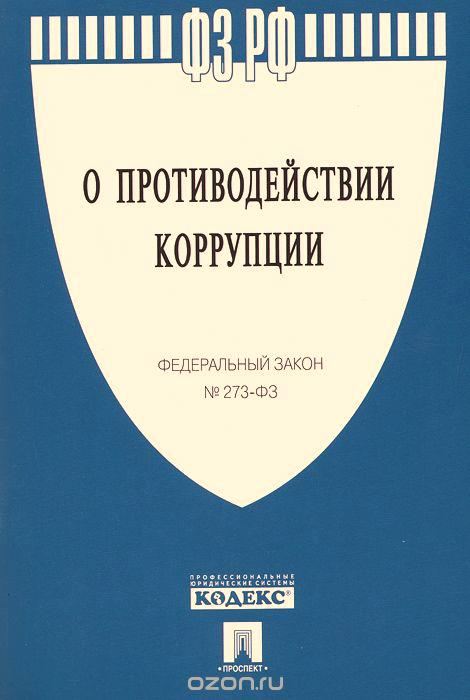 ФЗ РФ
О ПРОТИВОДЕЙСТВИИ
КОРРУПЦИИ
ФЕДЕРАЛЬНЫЙ ЗАКОН
№ 273-ФЗ
ПРОФЕССИОНАЛЬНЫЕ
ЮРИДИЧЕСКИЕ СИСТЕМЫ
КОДЕКС®
ПРОСПЕКТ
ozon.ru